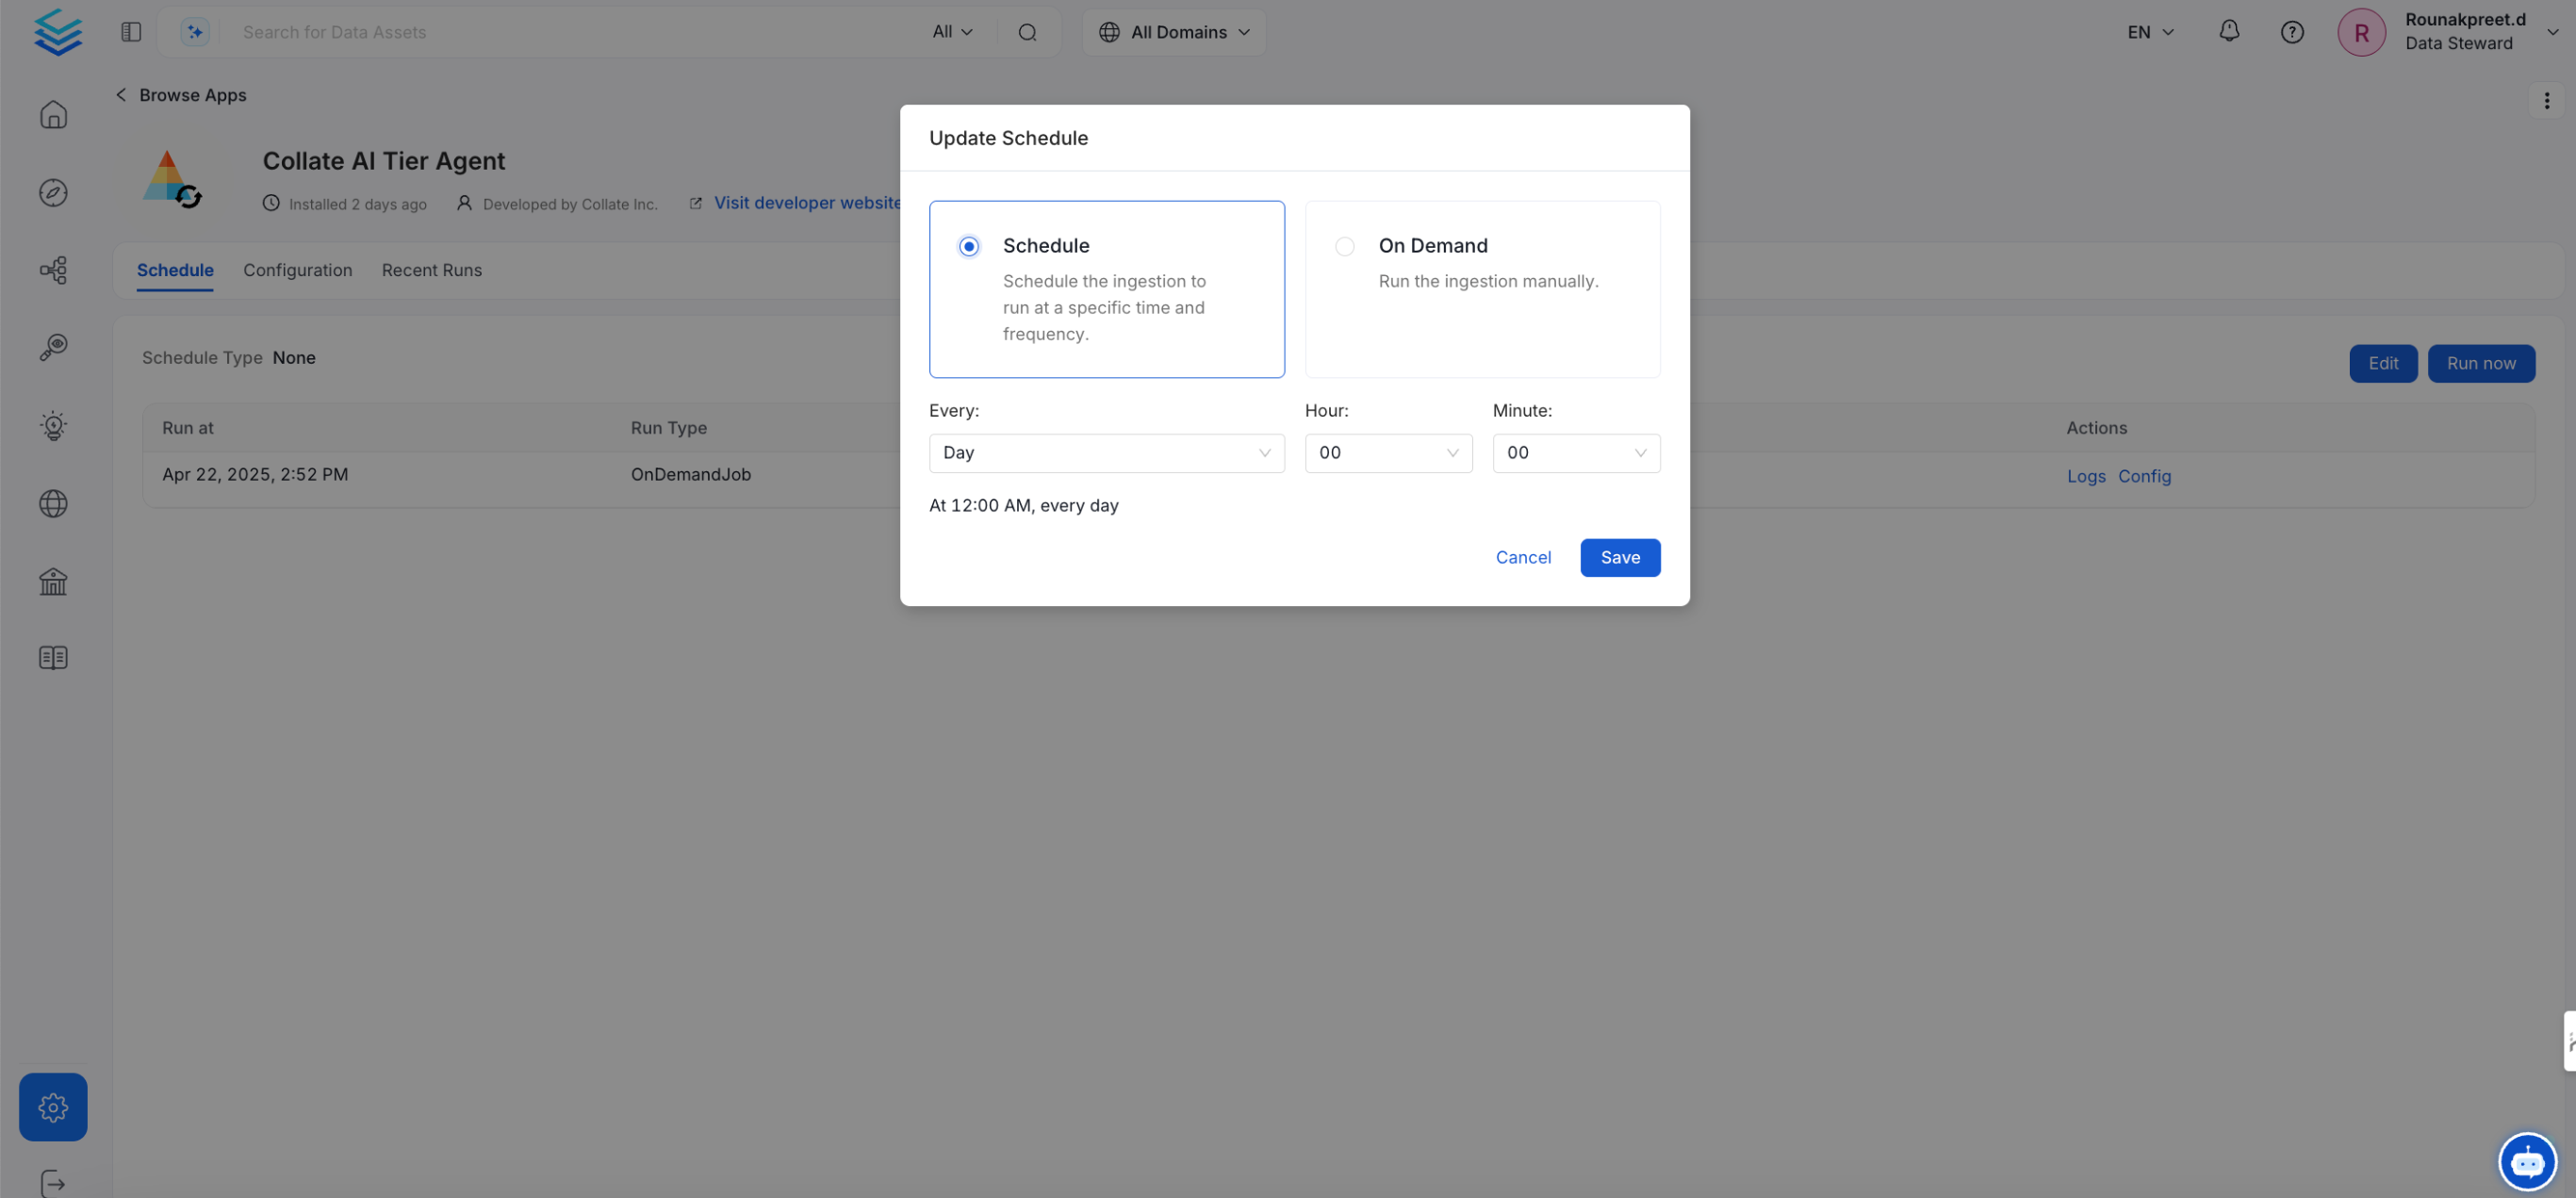 Search for Data Assets
All
All Domains
EN
R
Rounakpreet.d
Data Steward
Browse Apps
Collate AI Tier Agent
Installed 2 days ago
Developed by Collate Inc.
Visit developer website
Schedule
Configuration
Recent Runs
Schedule Type None
Edit
Run now
Run at
Run Type
Actions
Apr 22, 2025, 2:52 PM
OnDemandJob
Logs
Config
Update Schedule
Schedule
Schedule the ingestion to
run at a specific time and
frequency.
On Demand
Run the ingestion manually.
Every:
Hour:
Minute:
Day
00
00
At 12:00 AM, every day
Cancel
Save